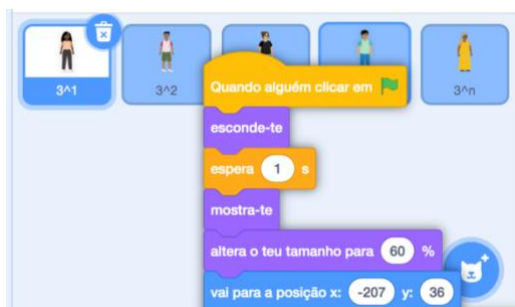 3^1
3^2
3^n
Quando alguém clicar em
esconde-te
espera 1 s
mostra-te
altera o teu tamanho para 60 %
vai para a posição x: -207 y: 36